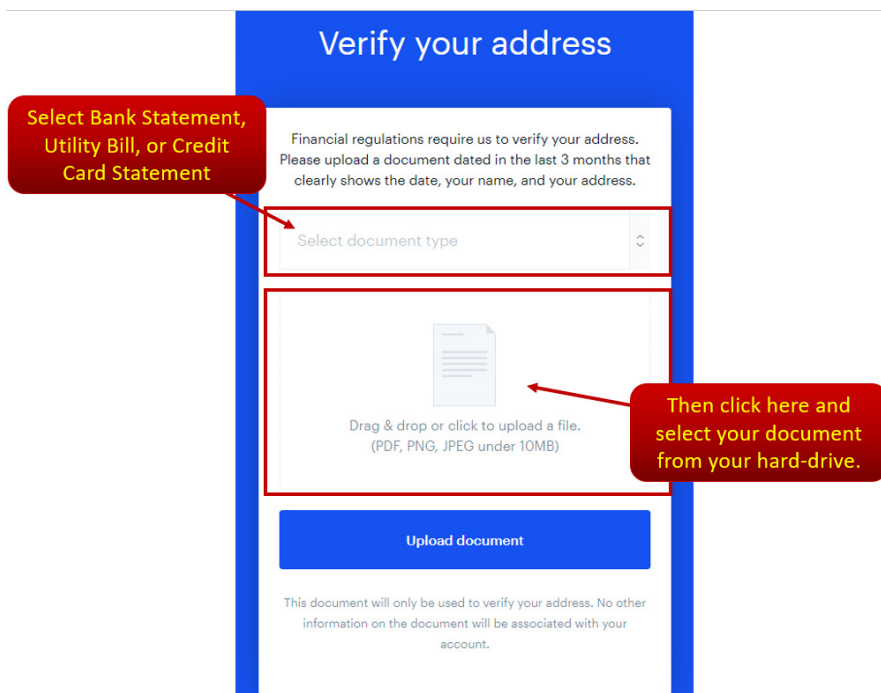 Verify your address
Select Bank Statement,
Utility Bill, or Credit
Card Statement
Financial regulations require us to verify your address.
Please upload a document dated in the last 3 months that
clearly shows the date, your name, and your address.
Select document type
Drag & drop or click to upload a file.
(PDF, PNG, JPEG under 10MB)
Then click here and
select your document
from your hard-drive.
Upload document
This document will only be used to verify your address. No other
information on the document will be associated with your
account.